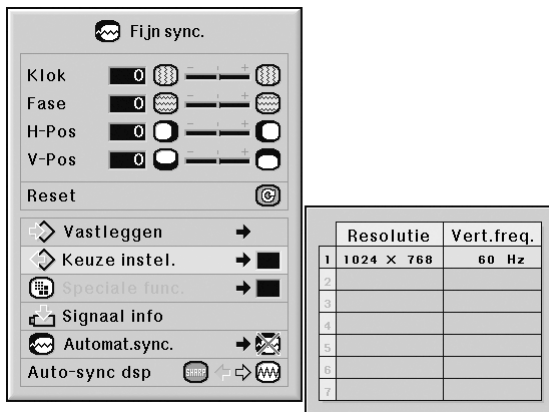 Fijn sync.
Klok 0
Fase 0
H-Pos 0
V-Pos 0
Reset
Vastleggen
Keuze instel.
Speciale func.
Signaal info
Automat.sync.
Auto-sync dsp SHARP
Resolutie Vert.freq.
1 1024 × 768 60 Hz
2
3
4
5
6
7